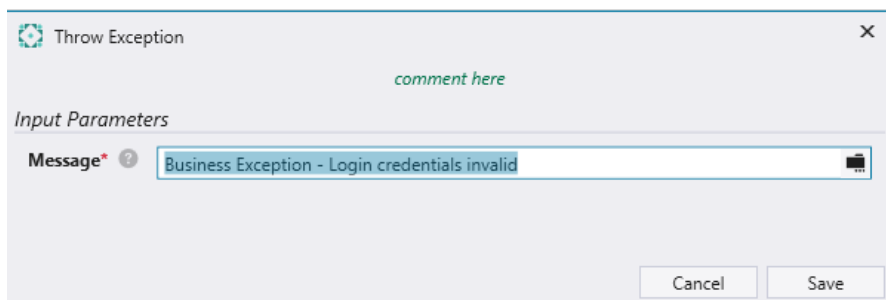 Throw Exception
comment here
Input Parameters
Message*
Business Exception - Login credentials invalid
Cancel Save